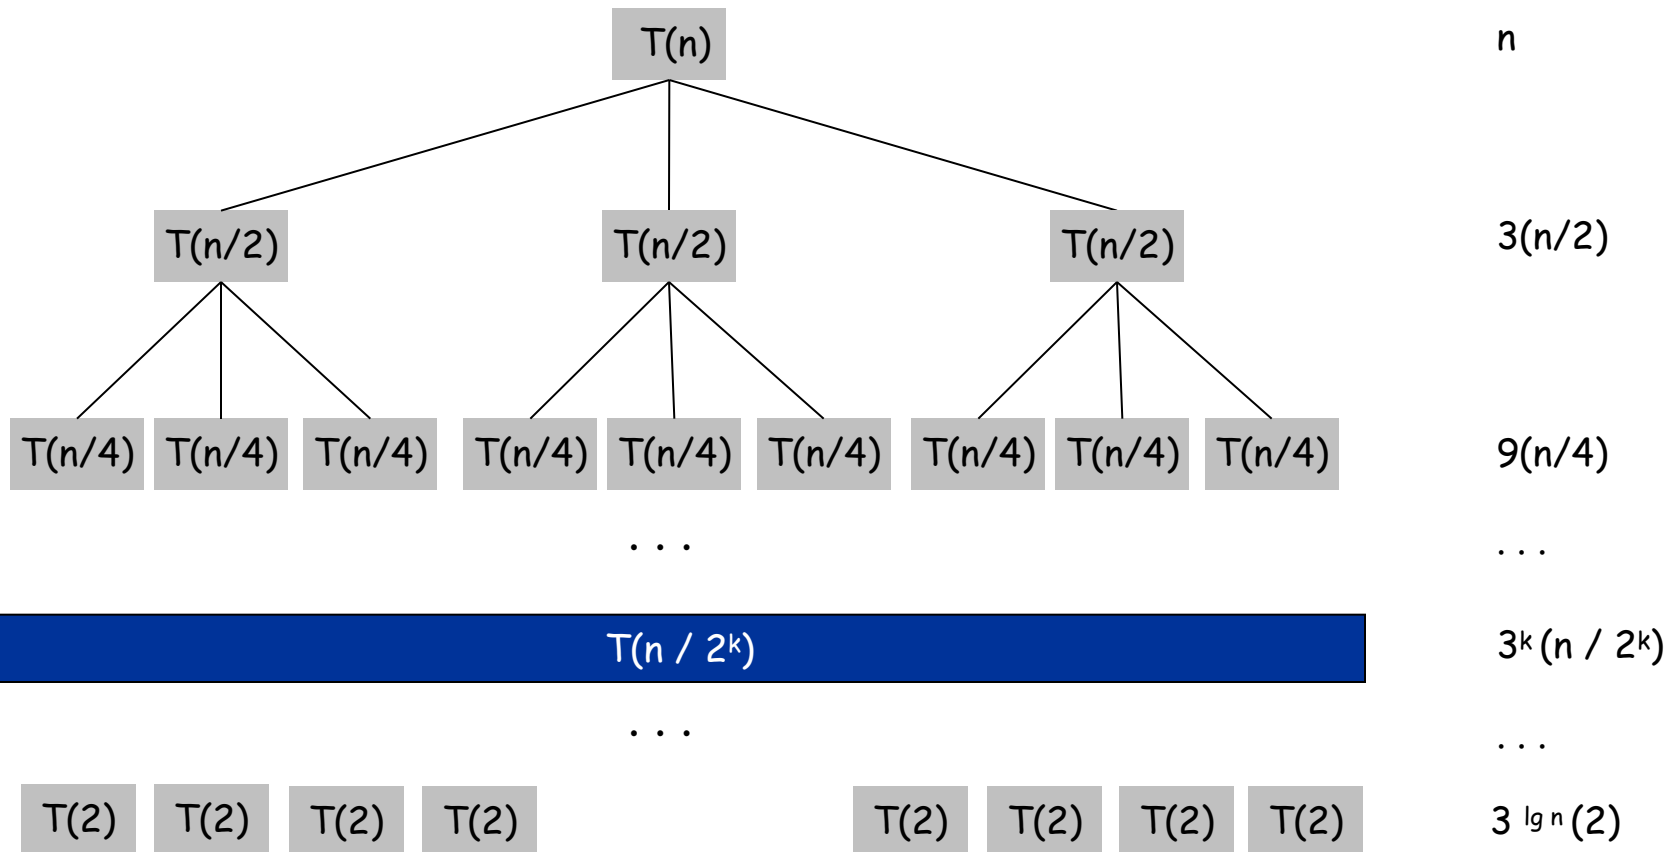 T(n) n
T(n/2) T(n/2) T(n/2) 3(n/2)
T(n/4) T(n/4) T(n/4) T(n/4) T(n/4) T(n/4) T(n/4) T(n/4) T(n/4) 9(n/4)
. . . . . .
T(n / 2ᵏ) 3ᵏ (n / 2ᵏ)
. . . . . .
T(2) T(2) T(2) T(2) T(2) T(2) T(2) T(2) 3 ˡᵍ ⁿ (2)